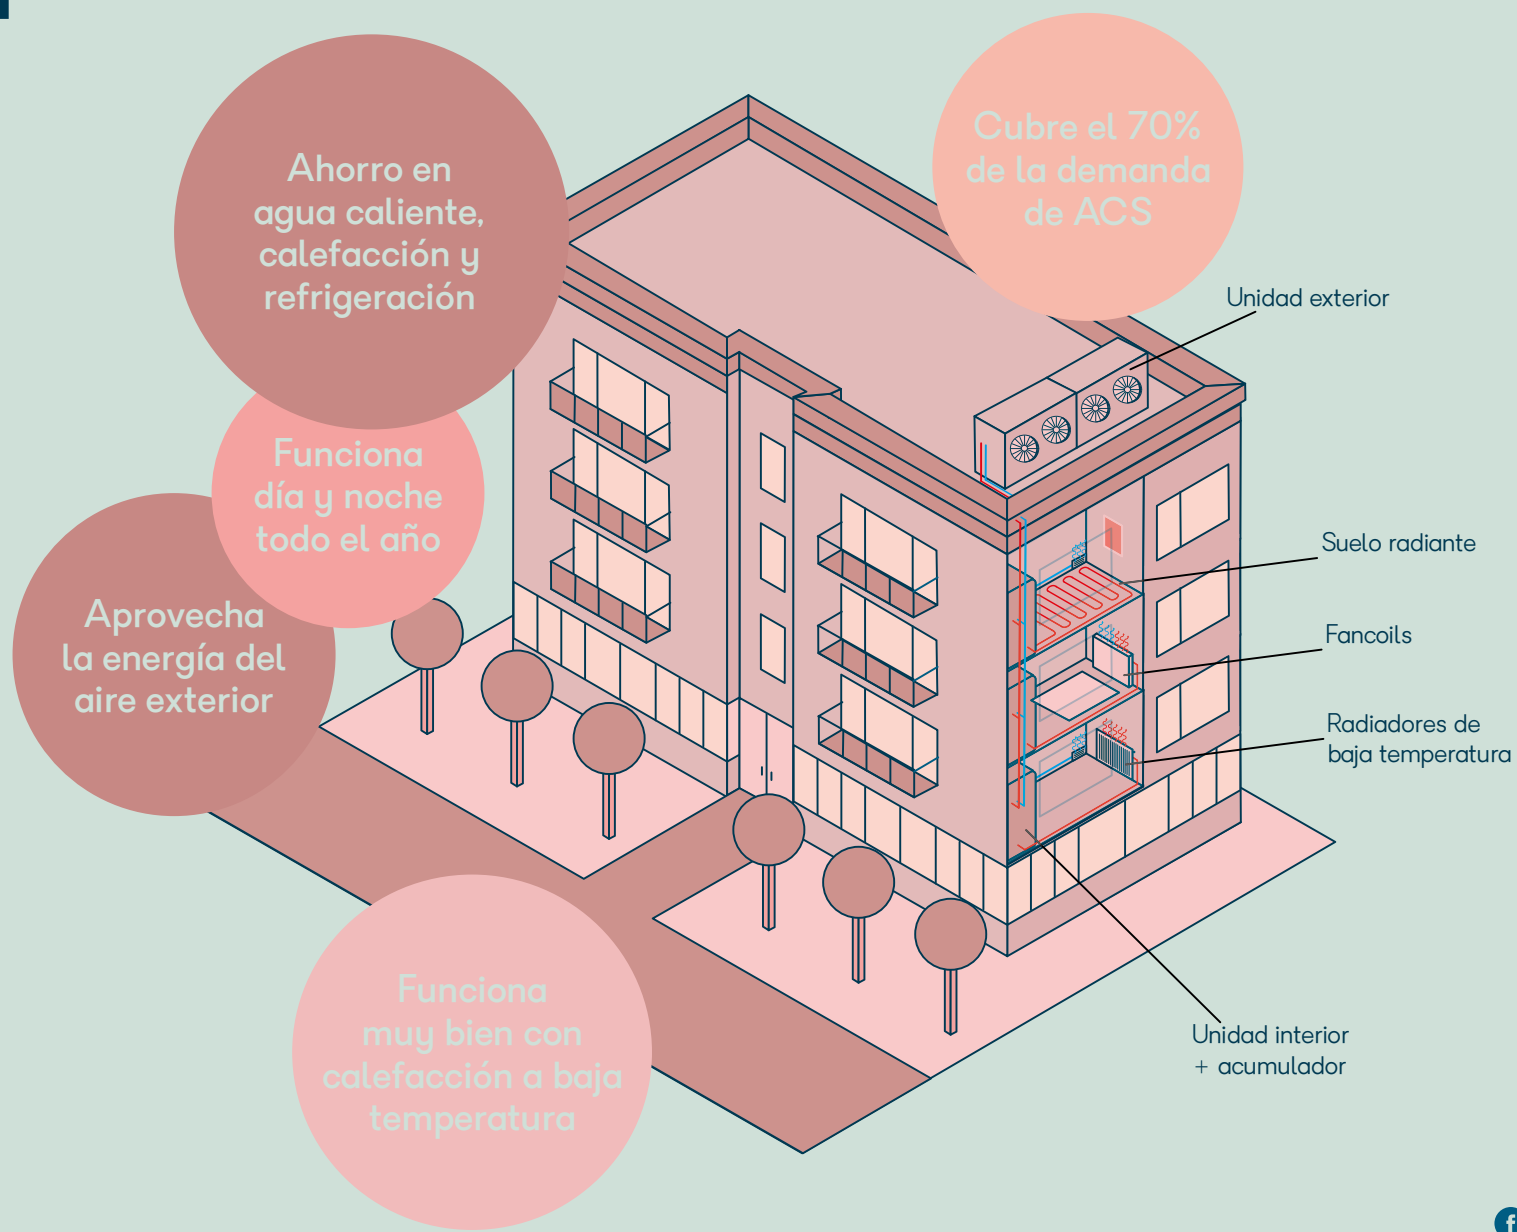 Ahorro en
agua caliente,
calefacción y
refrigeración
Cubre el 70%
de la demanda
de ACS
Unidad exterior
Funciona
día y noche
todo el año
Suelo radiante
Aprovecha
la energía del
aire exterior
Fancoils
Radiadores de
baja temperatura
Funciona
muy bien con
calefacción a baja
temperatura
Unidad interior
+ acumulador
f